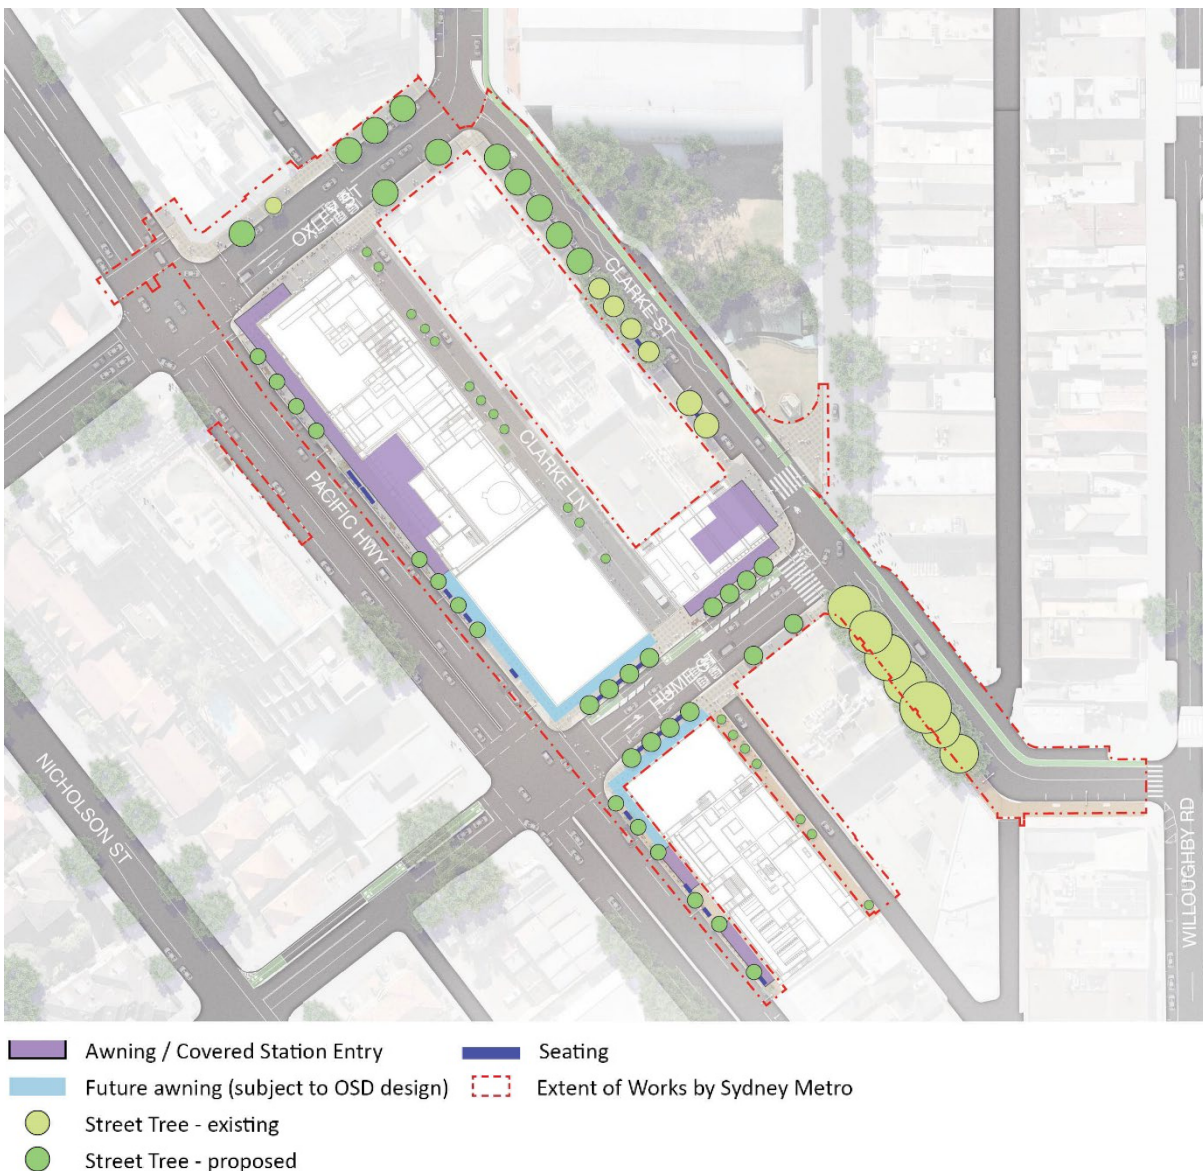 OXLEY ST
CLARKE ST
CLARKE LN
PACIFIC HWY
HUME ST
NICHOLSON ST
WILLOUGHBY RD
Awning / Covered Station Entry
Seating
Future awning (subject to OSD design)
Extent of Works by Sydney Metro
Street Tree - existing
Street Tree - proposed